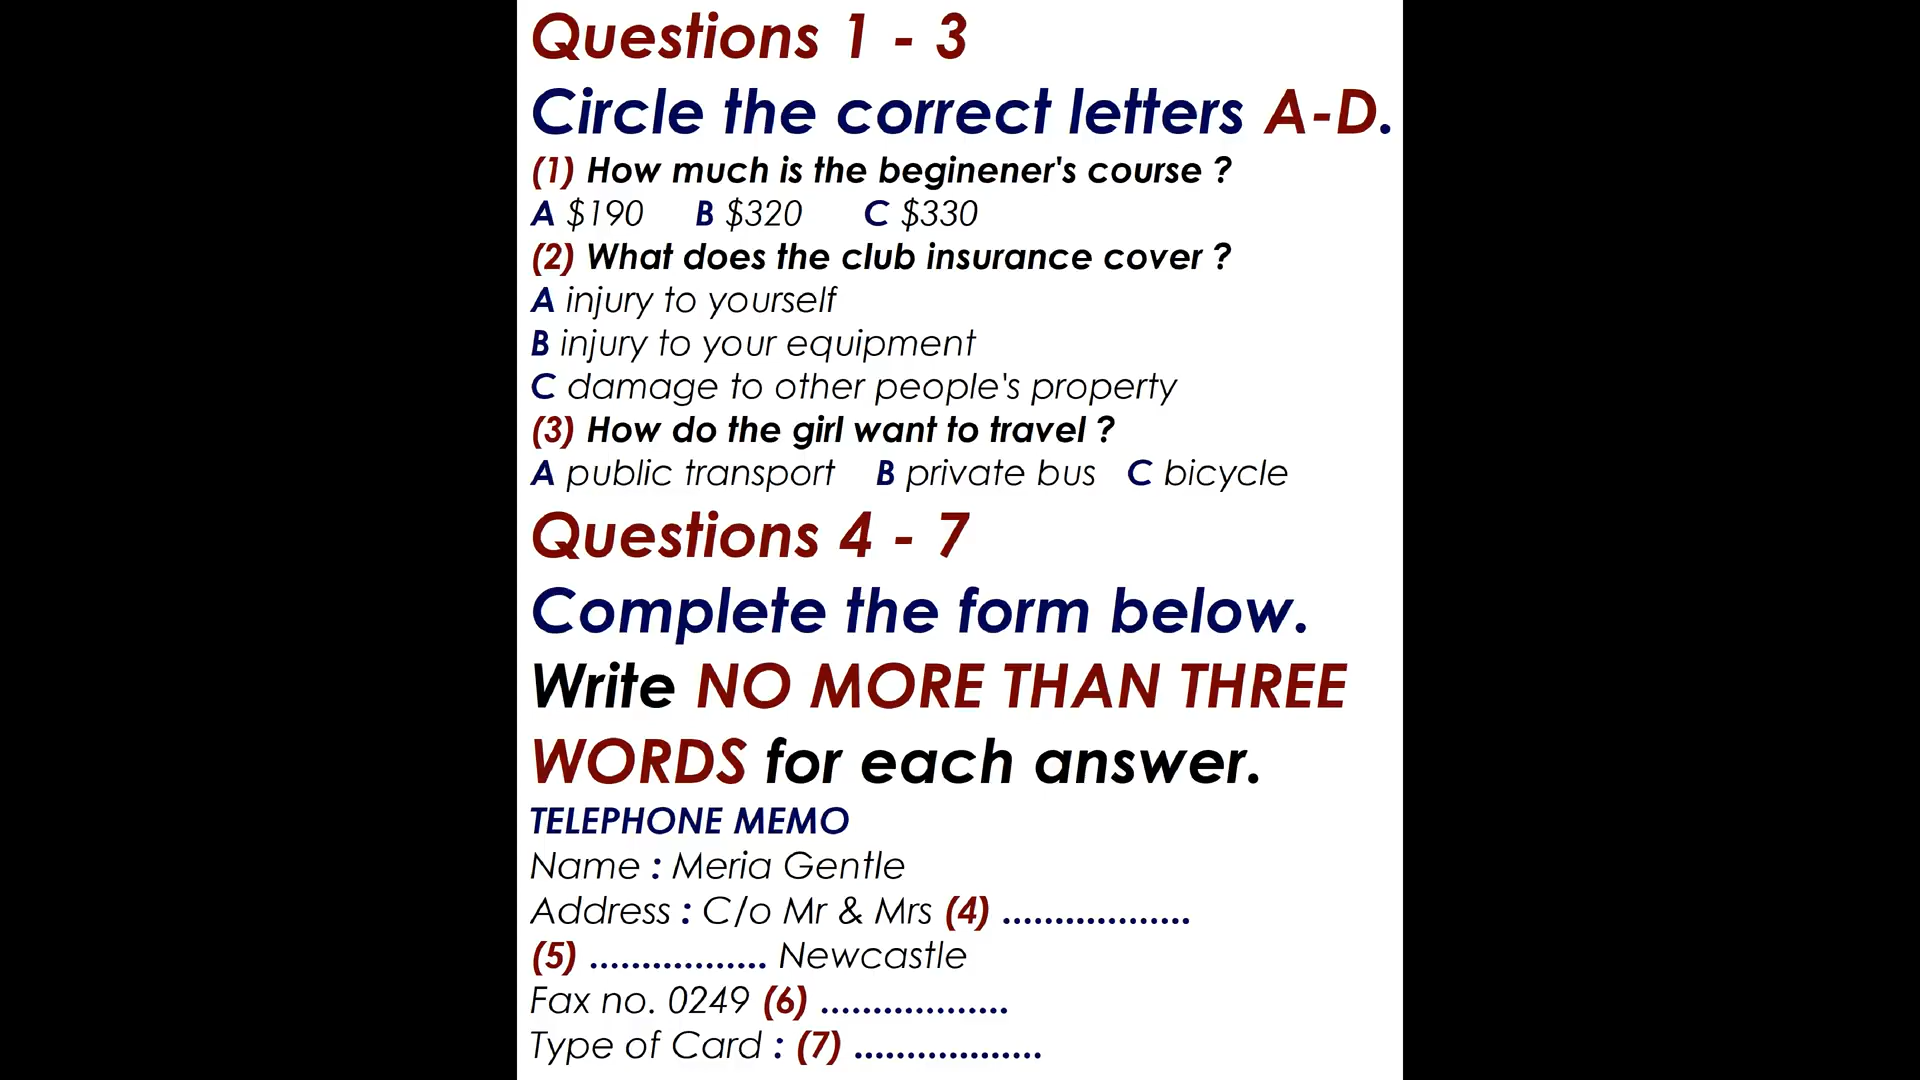 Questions 1 - 3
Circle the correct letters A-D.
(1) How much is the beginener's course ?
A $190 B $320 C $330
(2) What does the club insurance cover ?
A injury to yourself
B injury to your equipment
C damage to other people's property
(3) How do the girl want to travel ?
A public transport B private bus C bicycle
Questions 4 - 7
Complete the form below.
Write NO MORE THAN THREE
WORDS for each answer.
TELEPHONE MEMO
Name : Meria Gentle
Address : C/o Mr & Mrs (4) ..................
(5) ................. Newcastle
Fax no. 0249 (6) ..................
Type of Card : (7) ..................